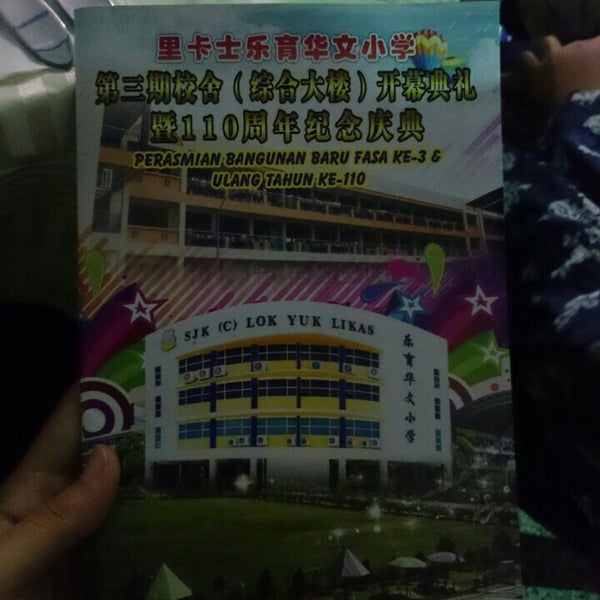 里卡士乐育华文小学
第三期校舍（综合大楼）开幕典礼
暨110周年纪念庆典
PERASMIAN BANGUNAN BARU FASA KE-3 &
ULANG TAHUN KE-110
SJK (C) LOK YUK LIKAS
乐育华文小学